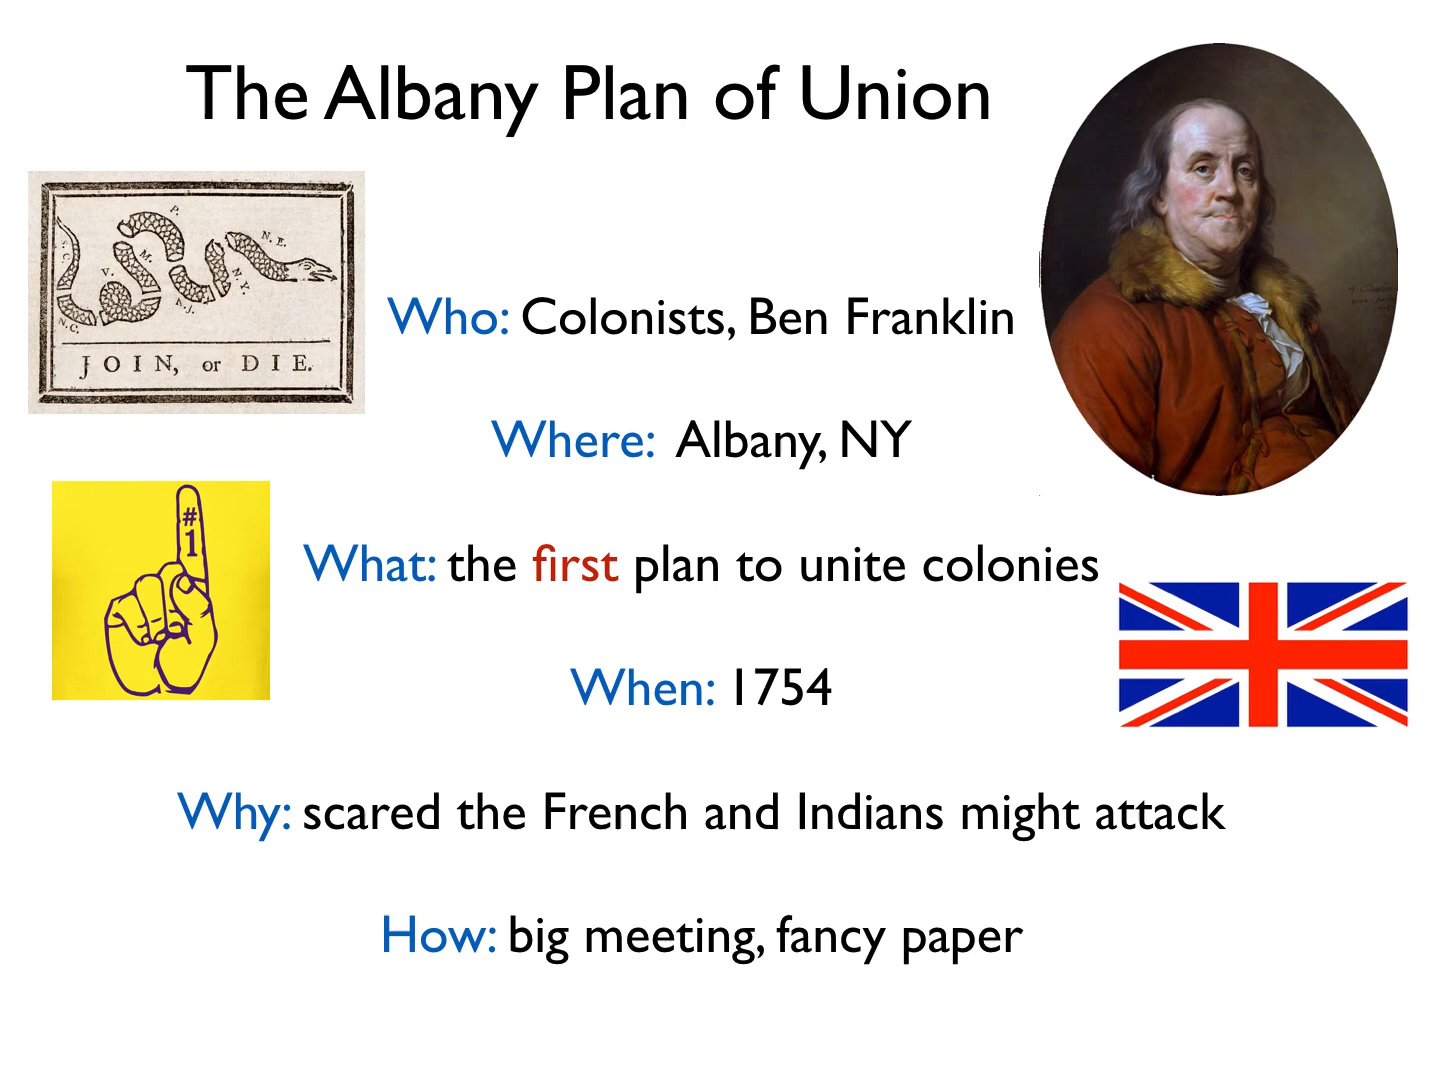 The Albany Plan of Union
P.
N. E.
S. C.
V.
M.
N. Y.
N. J.
N. C.
JOIN, or DIE.
Who: Colonists, Ben Franklin
Where: Albany, NY
#1
What: the first plan to unite colonies
When: 1754
Why: scared the French and Indians might attack
How: big meeting, fancy paper